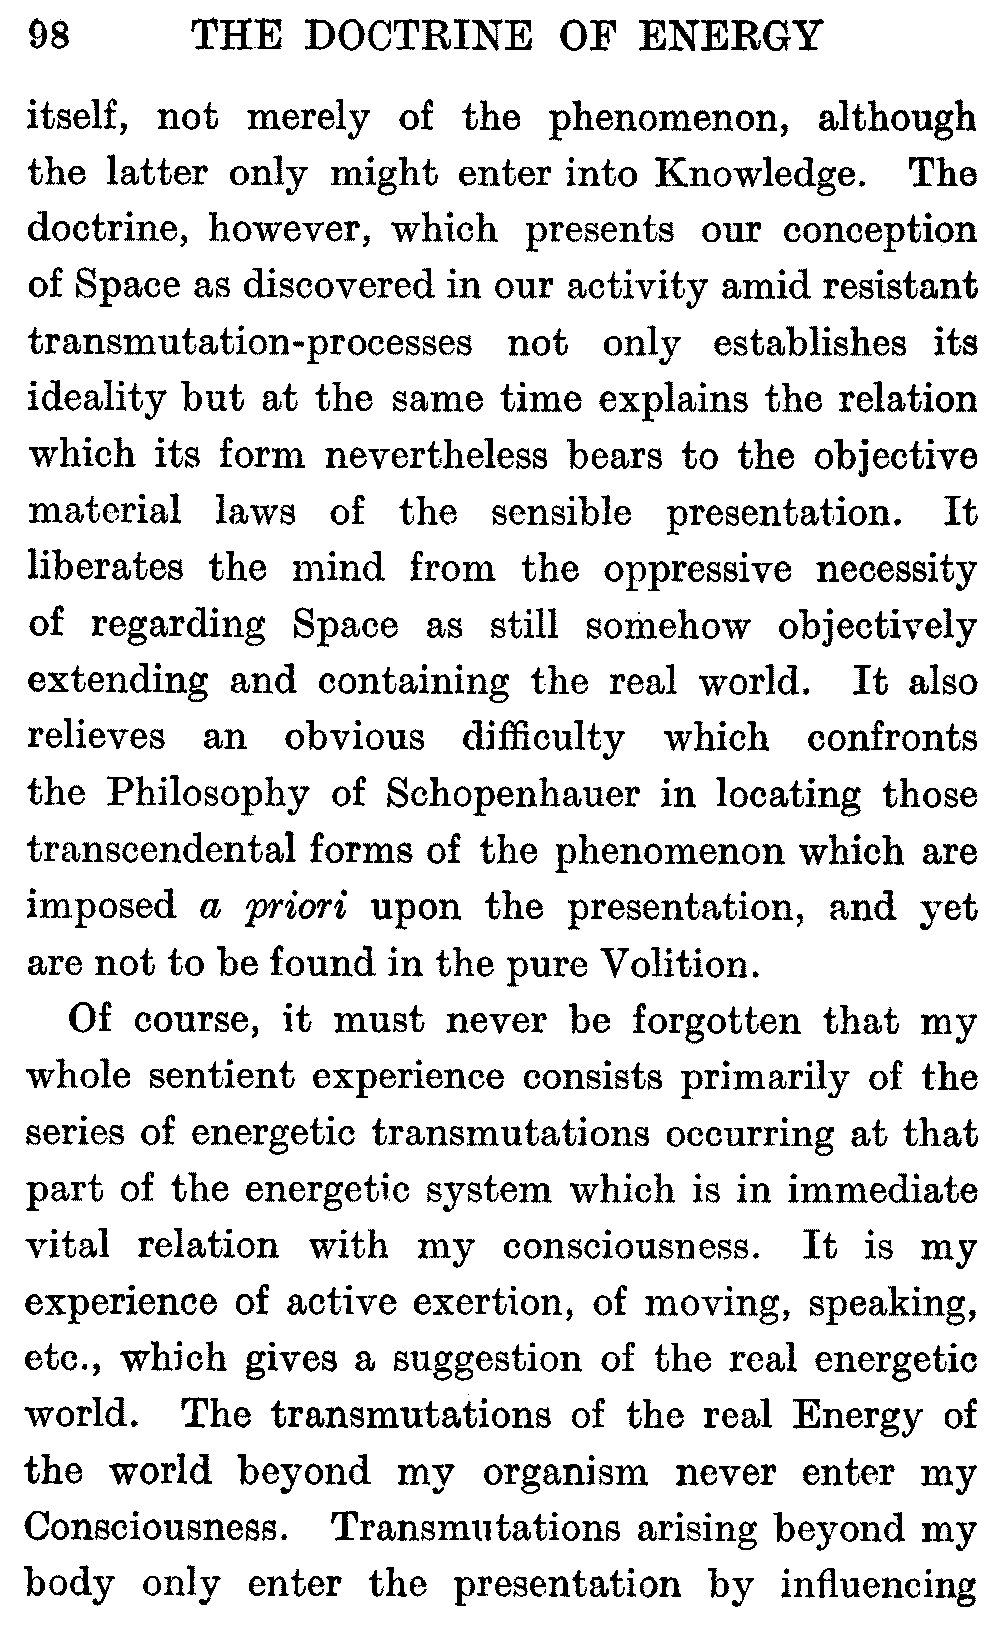 98 THE DOCTRINE OF ENERGY
itself, not merely of the phenomenon, although
the latter only might enter into Knowledge. The
doctrine, however, which presents our conception
of Space as discovered in our activity amid resistant
transmutation-processes not only establishes its
ideality but at the same time explains the relation
which its form nevertheless bears to the objective
material laws of the sensible presentation. It
liberates the mind from the oppressive necessity
of regarding Space as still somehow objectively
extending and containing the real world. It also
relieves an obvious difficulty which confronts
the Philosophy of Schopenhauer in locating those
transcendental forms of the phenomenon which are
imposed a priori upon the presentation, and yet
are not to be found in the pure Volition.
Of course, it must never be forgotten that my
whole sentient experience consists primarily of the
series of energetic transmutations occurring at that
part of the energetic system which is in immediate
vital relation with my consciousness. It is my
experience of active exertion, of moving, speaking,
etc., which gives a suggestion of the real energetic
world. The transmutations of the real Energy of
the world beyond my organism never enter my
Consciousness. Transmutations arising beyond my
body only enter the presentation by influencing